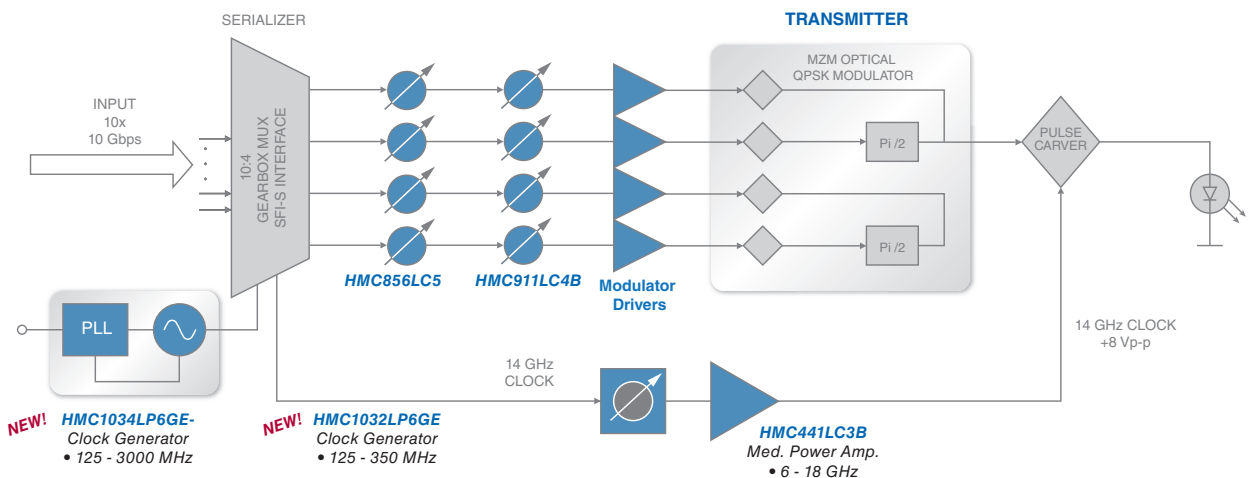 SERIALIZER
TRANSMITTER
INPUT
10x
10 Gbps
10:4
GEARBOX MUX
SFI-S INTERFACE
MZM OPTICAL
QPSK MODULATOR
Pi /2
Pi /2
PULSE
CARVER
HMC856LC5
HMC911LC4B
Modulator
Drivers
PLL
14 GHz
CLOCK
14 GHz CLOCK
+8 Vp-p
NEW!
HMC1034LP6GE-
Clock Generator
• 125 - 3000 MHz
NEW!
HMC1032LP6GE
Clock Generator
• 125 - 350 MHz
HMC441LC3B
Med. Power Amp.
• 6 - 18 GHz